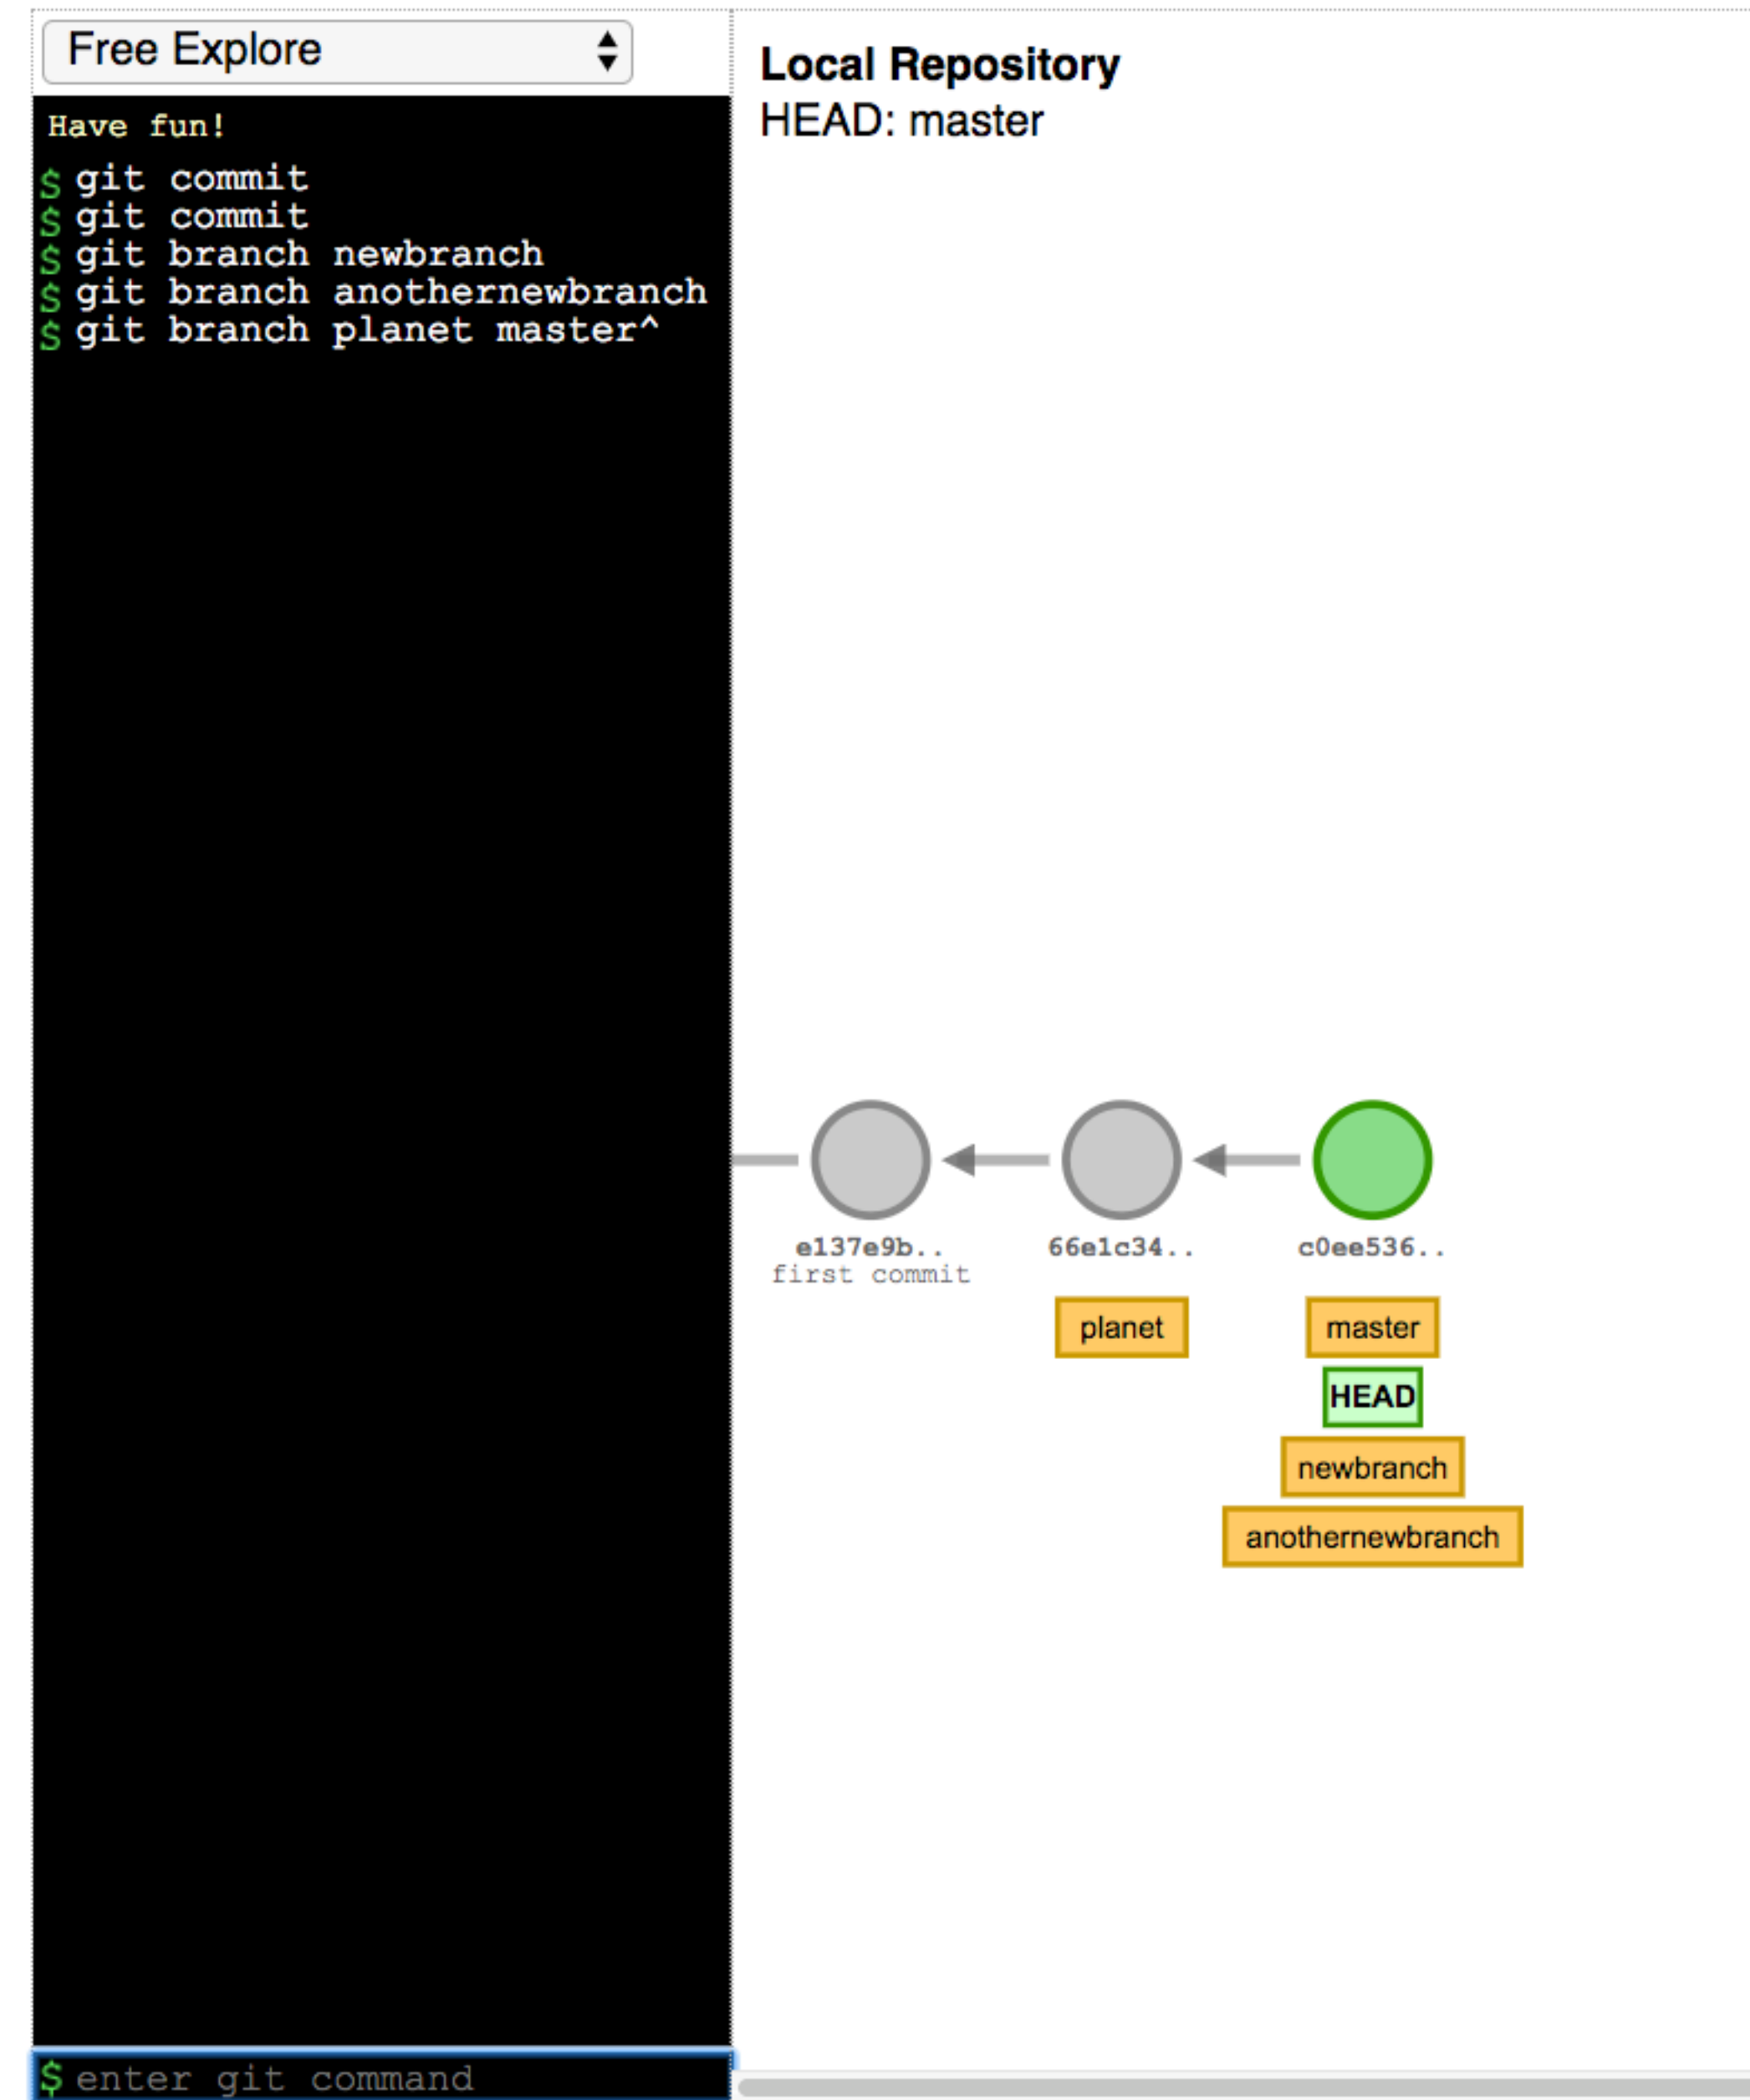 Free Explore
Have fun!
$ git commit
$ git commit
$ git branch newbranch
$ git branch anothernewbranch
$ git branch planet master^
$ enter git command
Local Repository
HEAD: master
e137e9b..
first commit
66e1c34..
c0ee536..
planet
master
HEAD
newbranch
anothernewbranch